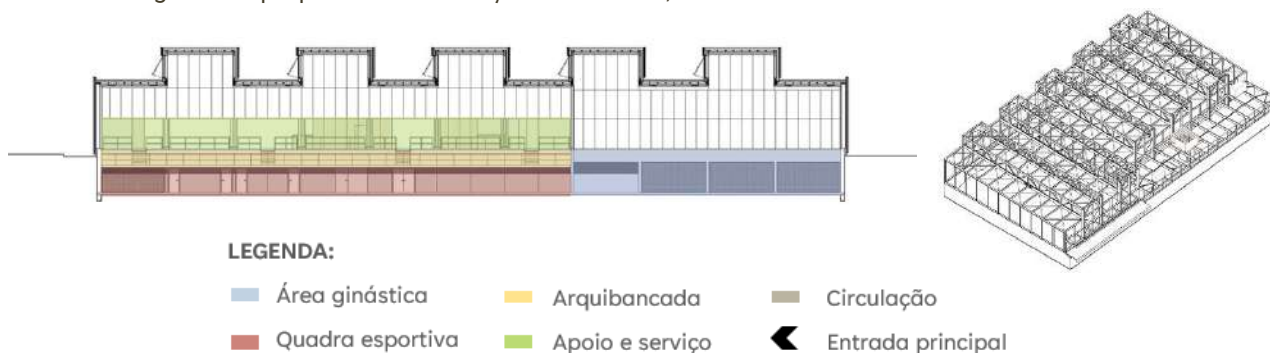 LEGENDA:
Área ginástica
Arquibancada
Circulação
Quadra esportiva
Apoio e serviço
Entrada principal